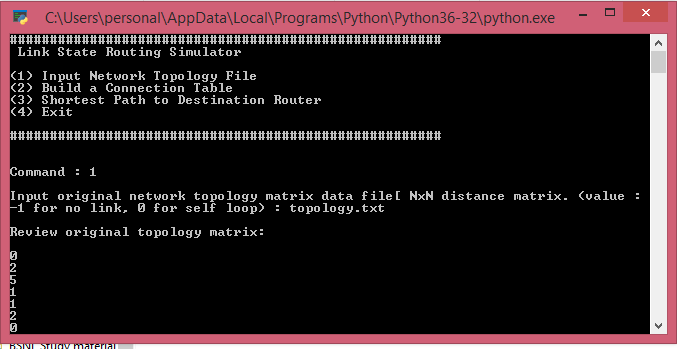 C:\Users\personal\AppData\Local\Programs\Python\Python36-32\python.exe
######################################################
Link State Routing Simulator
(1) Input Network Topology File
(2) Build a Connection Table
(3) Shortest Path to Destination Router
(4) Exit
######################################################
Command : 1
Input original network topology matrix data file[ NxN distance matrix. (value :
-1 for no link, 0 for self loop) : topology.txt
Review original topology matrix:
0
2
5
1
1
2
0
BSNL Study material